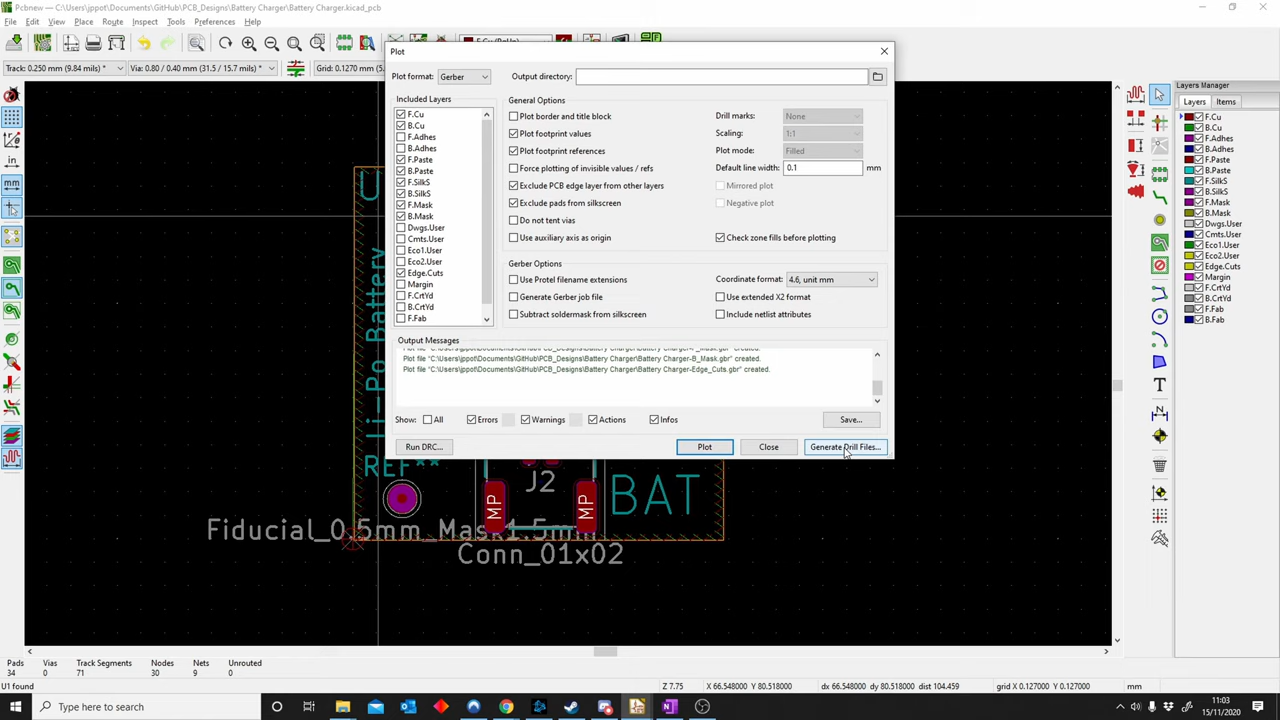 Pcbnew — C:\Users\jppot\Documents\GitHub\PCB_Designs\Battery Charger\Battery Charger.kicad_pcb
File Edit View Place Route Inspect Tools Preferences Help
Track: 0.250 mm (9.84 mils) Via: 0.80 / 0.40 mm (31.5 / 15.7 mils) Grid: 0.1270 mm
Plot
Plot format: Gerber Output directory:
Included Layers
F.Cu
B.Cu
F.Adhes
B.Adhes
F.Paste
B.Paste
F.SilkS
B.SilkS
F.Mask
B.Mask
Dwgs.User
Cmts.User
Eco1.User
Eco2.User
Edge.Cuts
Margin
F.CrtYd
B.CrtYd
F.Fab
General Options
Plot border and title block
Plot footprint values
Plot footprint references
Force plotting of invisible values / refs
Exclude PCB edge layer from other layers
Exclude pads from silkscreen
Do not tent vias
Use auxiliary axis as origin
Drill marks: None
Scaling: 1:1
Plot mode: Filled
Default line width: 0.1 mm
Mirrored plot
Negative plot
Check zone fills before plotting
Gerber Options
Use Protel filename extensions
Generate Gerber job file
Subtract soldermask from silkscreen
Coordinate format: 4.6, unit mm
Use extended X2 format
Include netlist attributes
Output Messages
Plot file "C:\Users\jppot\Documents\GitHub\PCB_Designs\Battery Charger\Battery Charger-B_Mask.gbr" created.
Plot file "C:\Users\jppot\Documents\GitHub\PCB_Designs\Battery Charger\Battery Charger-Edge_Cuts.gbr" created.
Show: All Errors Warnings Actions Infos Save...
Run DRC... Plot Close Generate Drill Files...
Layers Manager
Layers Items
F.Cu
B.Cu
F.Adhes
B.Adhes
F.Paste
B.Paste
F.SilkS
B.SilkS
F.Mask
B.Mask
Dwgs.User
Cmts.User
Eco1.User
Eco2.User
Edge.Cuts
Margin
F.CrtYd
B.CrtYd
F.Fab
B.Fab
in
mm
Li-Po Battery
REF**
J2
MP
MP
BAT
Fiducial_0.5mm_Mask1.5mm
Conn_01x02
Pads Vias Track Segments Nodes Nets Unrouted
34 0 71 30 9 0
U1 found Z 7.75 X 66.548000 Y 80.518000 dx 66.548000 dy 80.518000 dist 104.459 grid X 0.127000 Y 0.127000 mm
Type here to search
11:03
15/11/2020